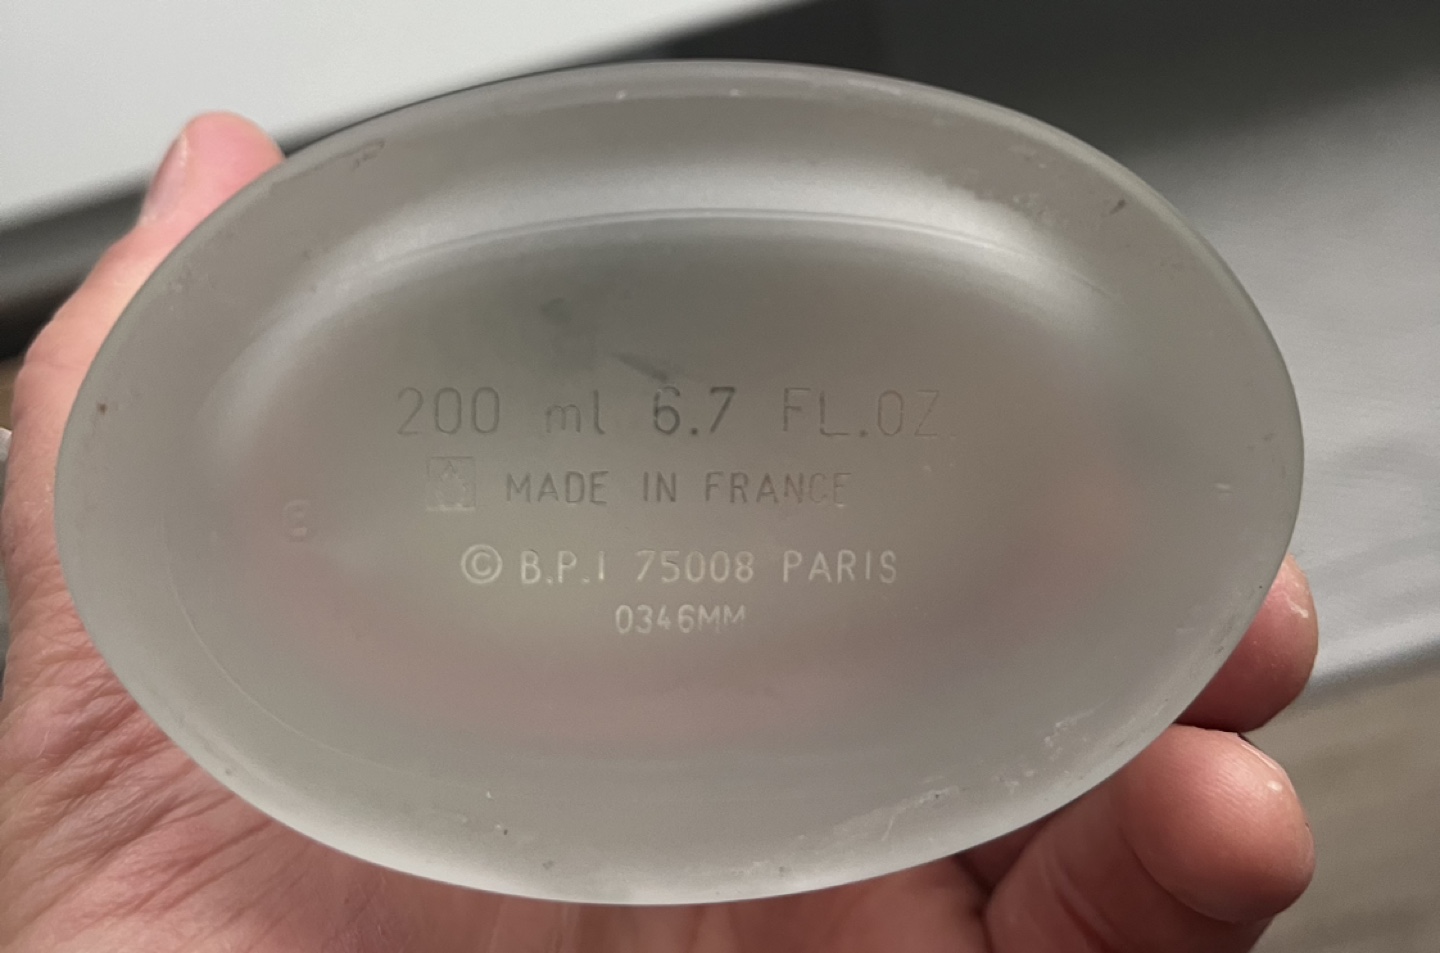 200 ml 6.7 FL.OZ.
MADE IN FRANCE
© B.P.I 75008 PARIS
0346MM